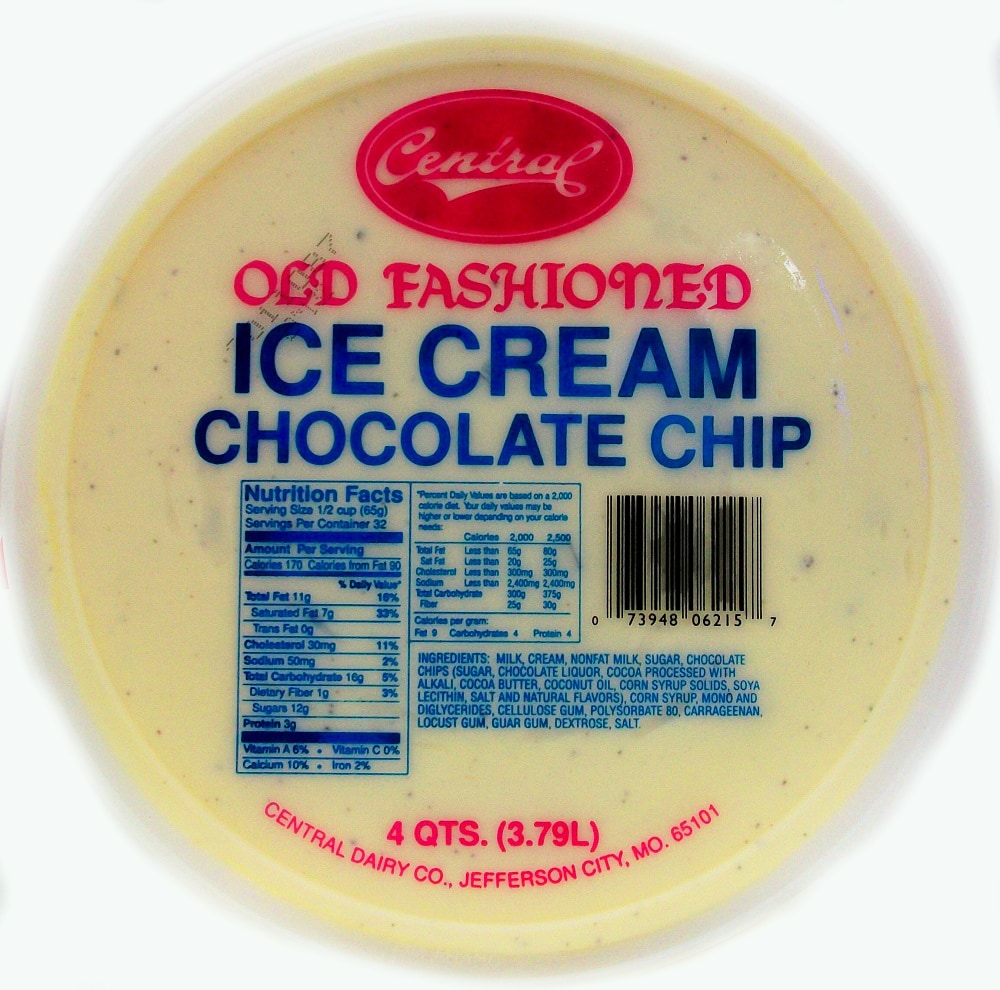 Central
OLD FASHIONED
ICE CREAM
CHOCOLATE CHIP
Nutrition Facts
Serving Size 1/2 cup (65g)
Servings Per Container 32
Amount Per Serving
Calories 170 Calories from Fat 90
% Daily Value*
Total Fat 11g 16%
Saturated Fat 7g 33%
Trans Fat 0g
Cholesterol 30mg 11%
Sodium 50mg 2%
Total Carbohydrate 16g 5%
Dietary Fiber 1g 3%
Sugars 12g
Protein 3g
Vitamin A 6% • Vitamin C 0%
Calcium 10% • Iron 2%
*Percent Daily Values are based on a 2,000
calorie diet. Your daily values may be
higher or lower depending on your calorie
needs:
Calories 2,000 2,500
Total Fat Less than 65g 80g
Sat Fat Less than 20g 25g
Cholesterol Less than 300mg 300mg
Sodium Less than 2,400mg 2,400mg
Total Carbohydrate 300g 375g
Fiber 25g 30g
Calories per gram:
Fat 9 Carbohydrates 4 Protein 4
0 73948 06215 7
INGREDIENTS: MILK, CREAM, NONFAT MILK, SUGAR, CHOCOLATE
CHIPS (SUGAR, CHOCOLATE LIQUOR, COCOA PROCESSED WITH
ALKALI, COCOA BUTTER, COCONUT OIL, CORN SYRUP SOLIDS, SOYA
LECITHIN, SALT AND NATURAL FLAVORS), CORN SYRUP, MONO AND
DIGLYCERIDES, CELLULOSE GUM, POLYSORBATE 80, CARRAGEENAN,
LOCUST GUM, GUAR GUM, DEXTROSE, SALT.
4 QTS. (3.79L)
CENTRAL DAIRY CO., JEFFERSON CITY, MO. 65101